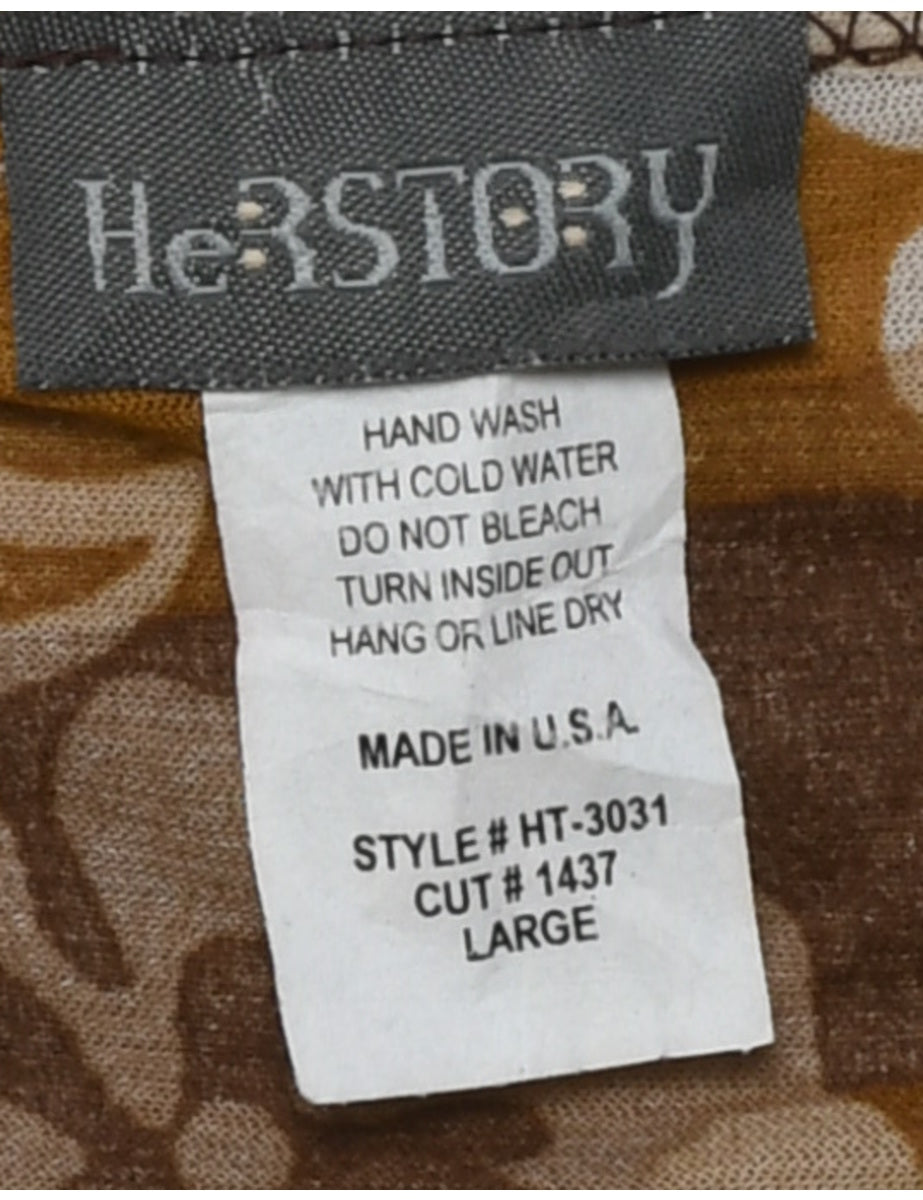 HeRSTORY
HAND WASH
WITH COLD WATER
DO NOT BLEACH
TURN INSIDE OUT
HANG OR LINE DRY
MADE IN U.S.A.
STYLE # HT-3031
CUT # 1437
LARGE